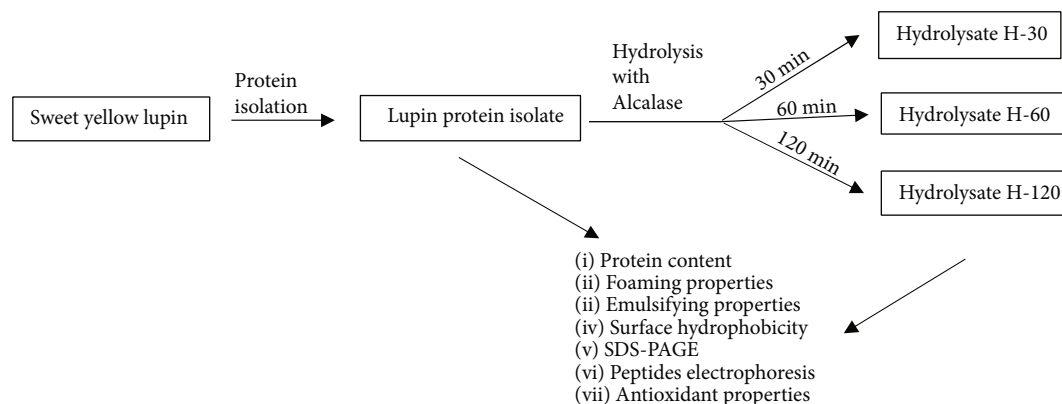 Sweet yellow lupin
Protein
isolation
Lupin protein isolate
Hydrolysis
with
Alcalase
30 min
60 min
120 min
Hydrolysate H-30
Hydrolysate H-60
Hydrolysate H-120
(i) Protein content
(ii) Foaming properties
(ii) Emulsifying properties
(iv) Surface hydrophobicity
(v) SDS-PAGE
(vi) Peptides electrophoresis
(vii) Antioxidant properties